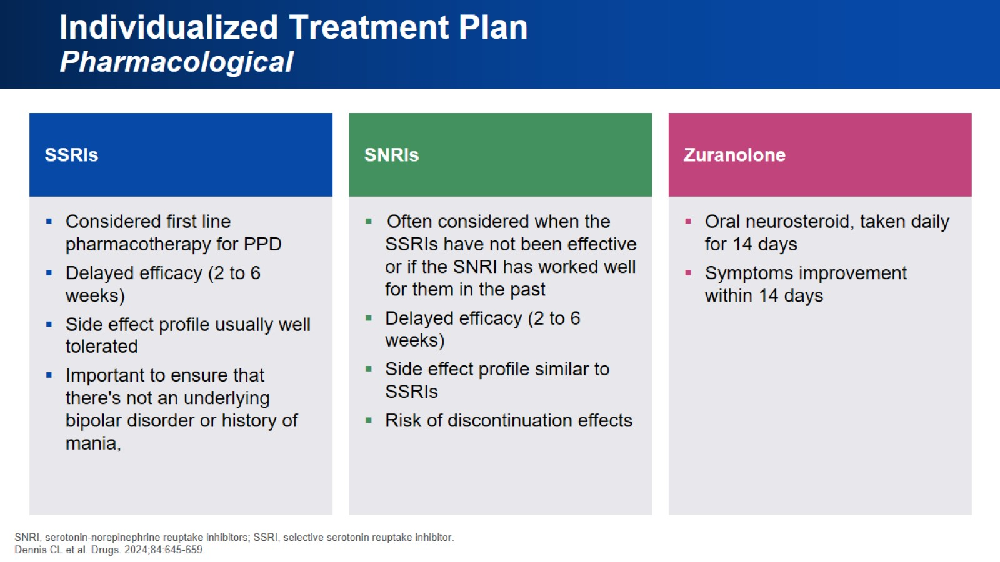 Individualized Treatment Plan
Pharmacological
SSRIs
▪ Considered first line
pharmacotherapy for PPD
▪ Delayed efficacy (2 to 6
weeks)
▪ Side effect profile usually well
tolerated
▪ Important to ensure that
there's not an underlying
bipolar disorder or history of
mania,
SNRIs
▪ Often considered when the
SSRIs have not been effective
or if the SNRI has worked well
for them in the past
▪ Delayed efficacy (2 to 6
weeks)
▪ Side effect profile similar to
SSRIs
▪ Risk of discontinuation effects
Zuranolone
▪ Oral neurosteroid, taken daily
for 14 days
▪ Symptoms improvement
within 14 days
SNRI, serotonin-norepinephrine reuptake inhibitors; SSRI, selective serotonin reuptake inhibitor.
Dennis CL et al. Drugs. 2024;84:645-659.